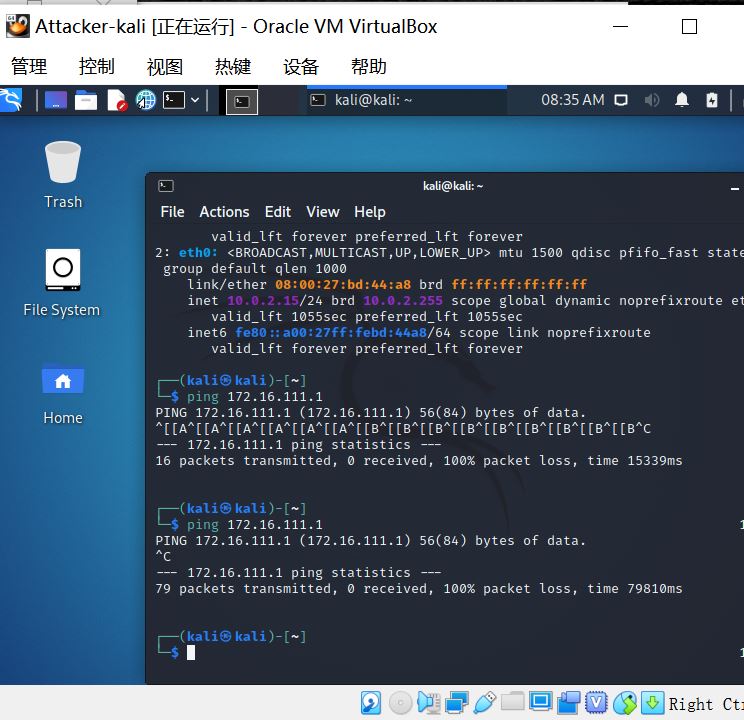 Attacker-kali [正在运行] - Oracle VM VirtualBox
管理 控制 视图 热键 设备 帮助
kali@kali: ~ 08:35 AM
Trash
File System
Home
kali@kali: ~
File Actions Edit View Help
valid_lft forever preferred_lft forever
2: eth0: <BROADCAST,MULTICAST,UP,LOWER_UP> mtu 1500 qdisc pfifo_fast state
group default qlen 1000
link/ether 08:00:27:bd:44:a8 brd ff:ff:ff:ff:ff:ff
inet 10.0.2.15/24 brd 10.0.2.255 scope global dynamic noprefixroute et
valid_lft 1055sec preferred_lft 1055sec
inet6 fe80::a00:27ff:febd:44a8/64 scope link noprefixroute
valid_lft forever preferred_lft forever
┌──(kali㉿kali)-[~]
└─$ ping 172.16.111.1
PING 172.16.111.1 (172.16.111.1) 56(84) bytes of data.
^[[A^[[A^[[A^[[A^[[A^[[A^[[B^[[B^[[B^[[B^[[B^[[B^[[B^[[B^[[B^C
--- 172.16.111.1 ping statistics ---
16 packets transmitted, 0 received, 100% packet loss, time 15339ms
┌──(kali㉿kali)-[~]
└─$ ping 172.16.111.1
PING 172.16.111.1 (172.16.111.1) 56(84) bytes of data.
^C
--- 172.16.111.1 ping statistics ---
79 packets transmitted, 0 received, 100% packet loss, time 79810ms
┌──(kali㉿kali)-[~]
└─$
Right Ct